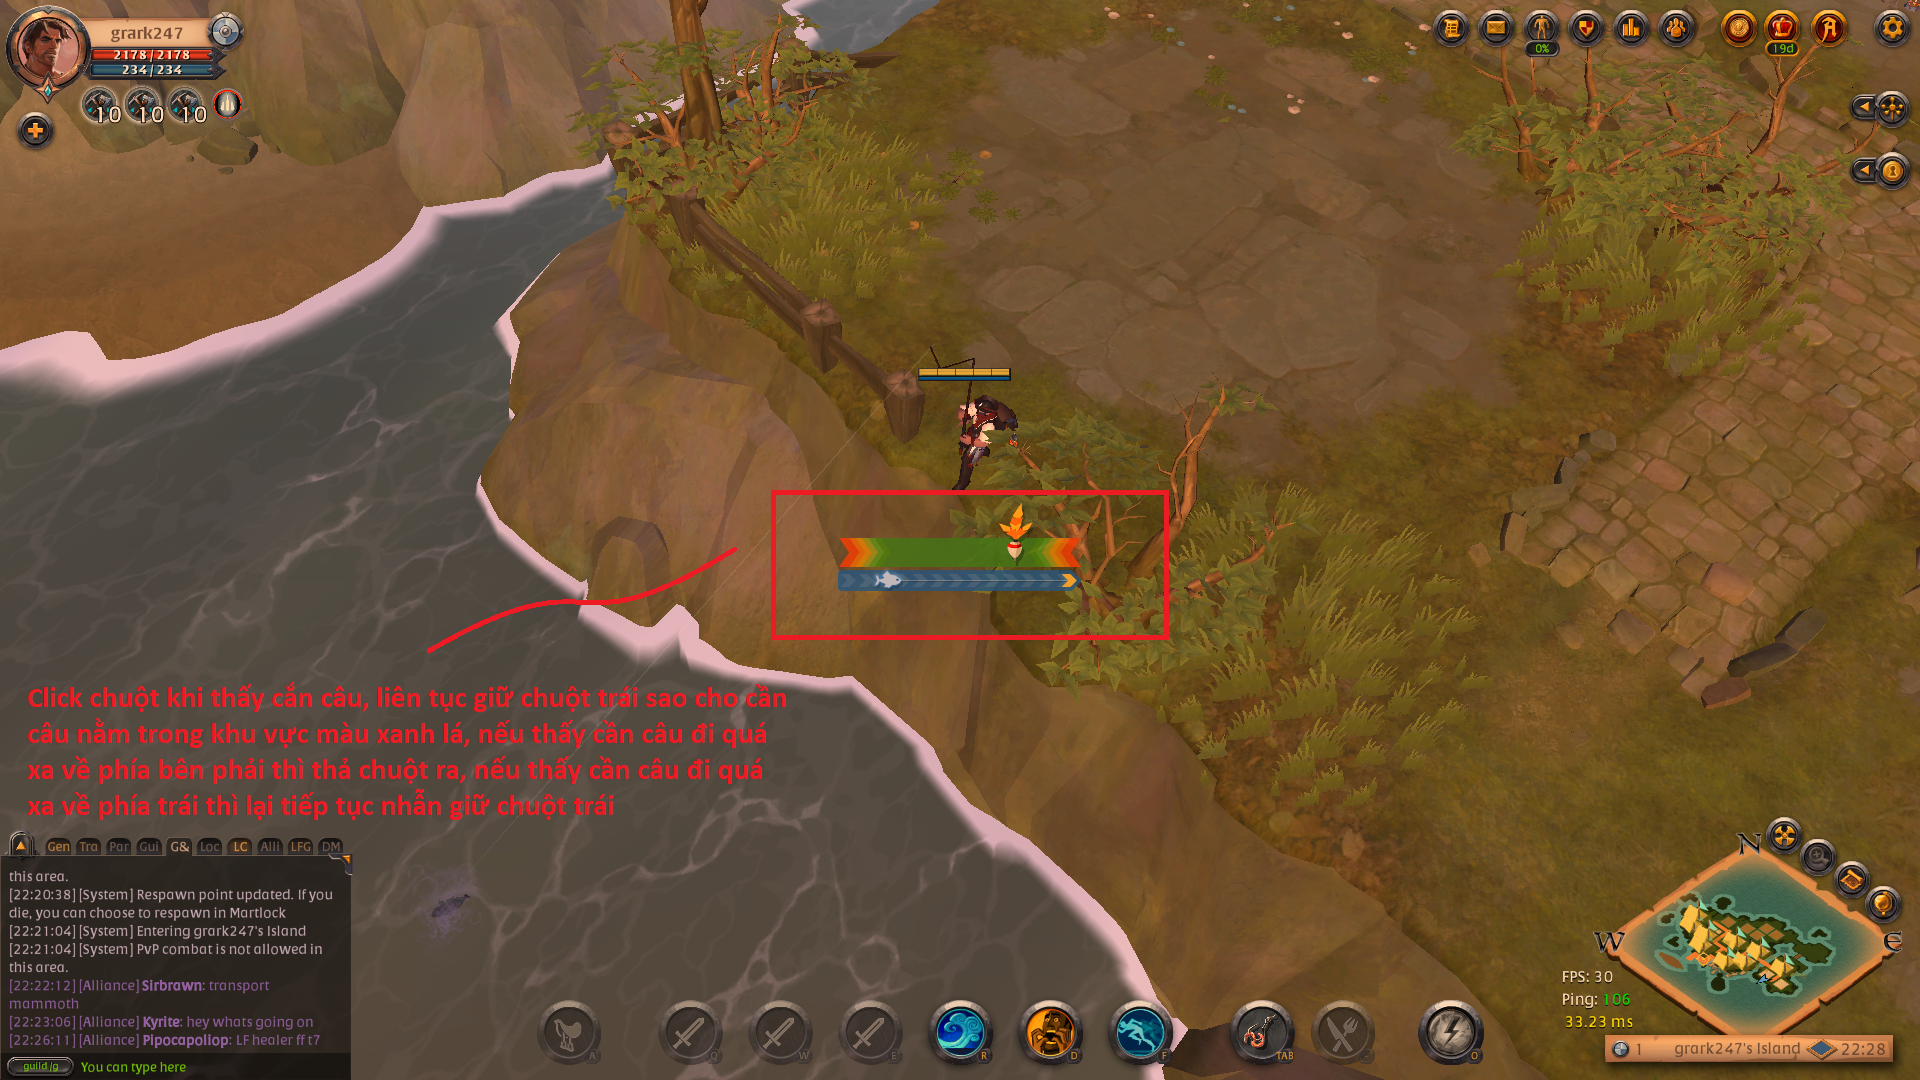 grark247
2178/2178
234/234
10 10 10
0%
19d
Click chuột khi thấy cắn câu, liên tục giữ chuột trái sao cho cần
câu nằm trong khu vực màu xanh lá, nếu thấy cần câu đi quá
xa về phía bên phải thì thả chuột ra, nếu thấy cần câu đi quá
xa về phía trái thì lại tiếp tục nhẫn giữ chuột trái
Gen Tra Par Gui G& Loc LC Alli LFG DM
this area.
[22:20:38] [System] Respawn point updated. If you
die, you can choose to respawn in Martlock
[22:21:04] [System] Entering grark247's Island
[22:21:04] [System] PvP combat is not allowed in
this area.
[22:22:12] [Alliance] Sirbrawn: transport
mammoth
[22:23:06] [Alliance] Kyrite: hey whats going on
[22:26:11] [Alliance] Pipocapoliop: LF healer ff t7
guild /g You can type here
A Q W E R D F TAB O
N
W E
FPS: 30
Ping: 106
33.23 ms
1 grark247's Island 22:28